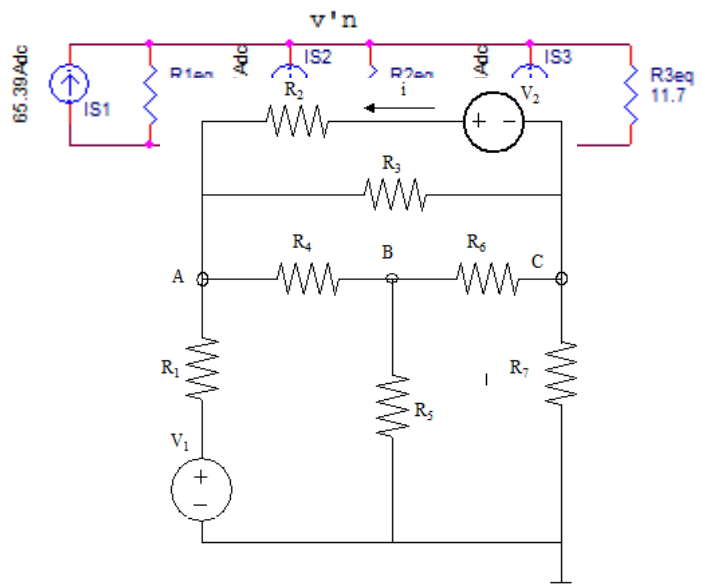 v'n
65.39Adc
IS1
R1eq
Adc
IS2
R2eq
Adc
IS3
R3eq
11.7
R2
i
V2
R3
R4
B
R6
C
A
R1
R5
R7
V1